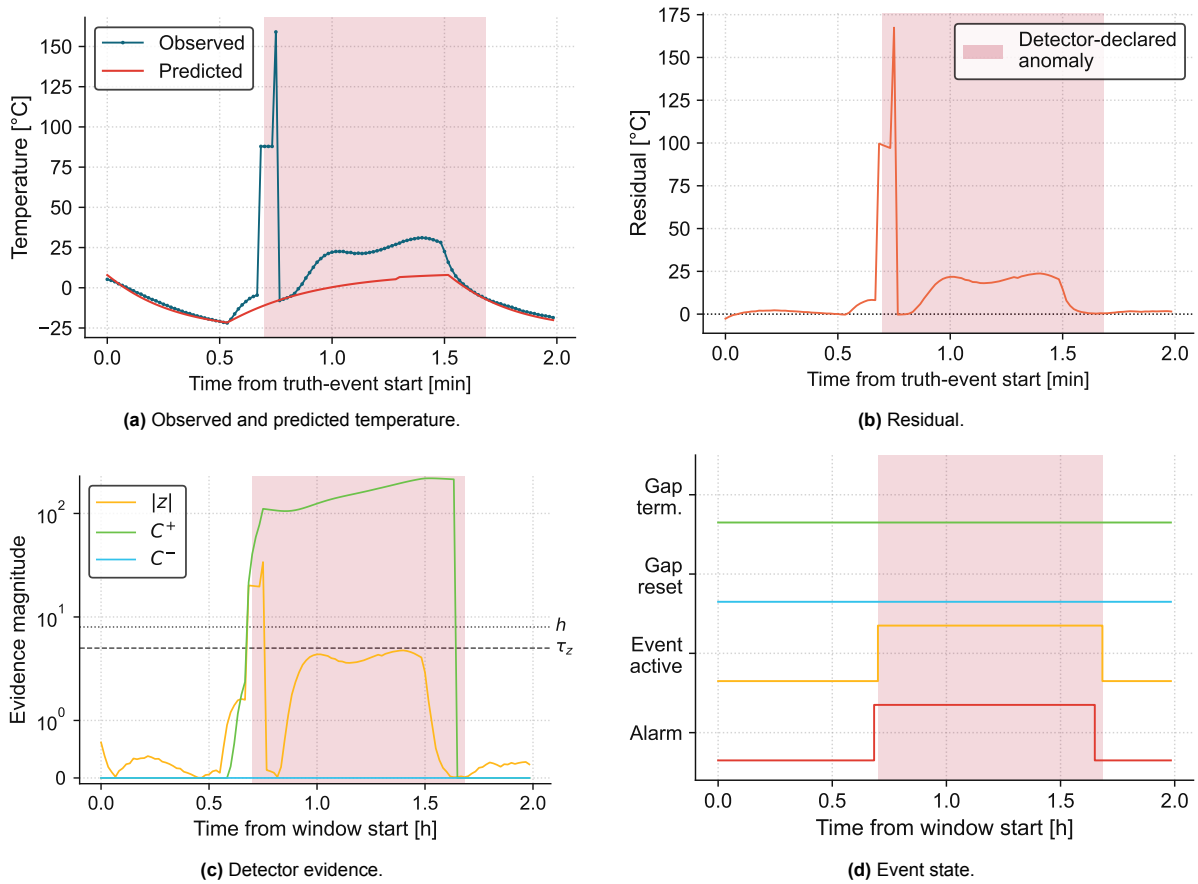 Temperature [°C]
150
125
100
75
50
25
0
−25
Observed
Predicted
0.0 0.5 1.0 1.5 2.0
Time from truth-event start [min]
(a) Observed and predicted temperature.
Residual [°C]
175
150
125
100
75
50
25
0
Detector-declared
anomaly
0.0 0.5 1.0 1.5 2.0
Time from truth-event start [min]
(b) Residual.
Evidence magnitude
10²
10¹
10⁰
0
|z|
C⁺
C⁻
h
τ_z
0.0 0.5 1.0 1.5 2.0
Time from window start [h]
(c) Detector evidence.
Gap
term.
Gap
reset
Event
active
Alarm
0.0 0.5 1.0 1.5 2.0
Time from window start [h]
(d) Event state.